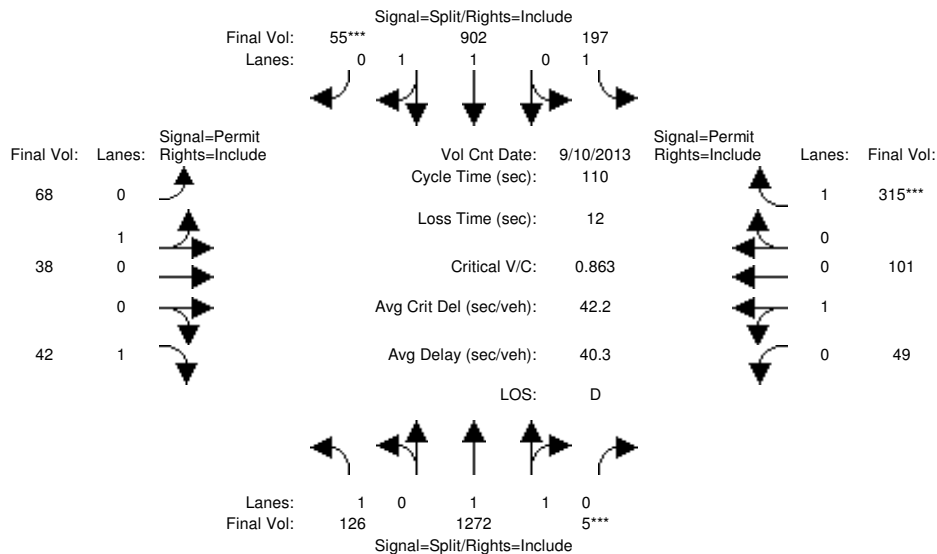 Signal=Split/Rights=Include
Final Vol: 55*** 902 197
Lanes: 0 1 1 0 1
Signal=Permit Signal=Permit
Final Vol: Lanes: Rights=Include Vol Cnt Date: 9/10/2013 Rights=Include Lanes: Final Vol:
Cycle Time (sec): 110
68 0 1 315***
Loss Time (sec): 12
1 0
38 0 Critical V/C: 0.863 0 101
0 Avg Crit Del (sec/veh): 42.2 1
42 1 Avg Delay (sec/veh): 40.3 0 49
LOS: D
Lanes: 1 0 1 1 0
Final Vol: 126 1272 5***
Signal=Split/Rights=Include